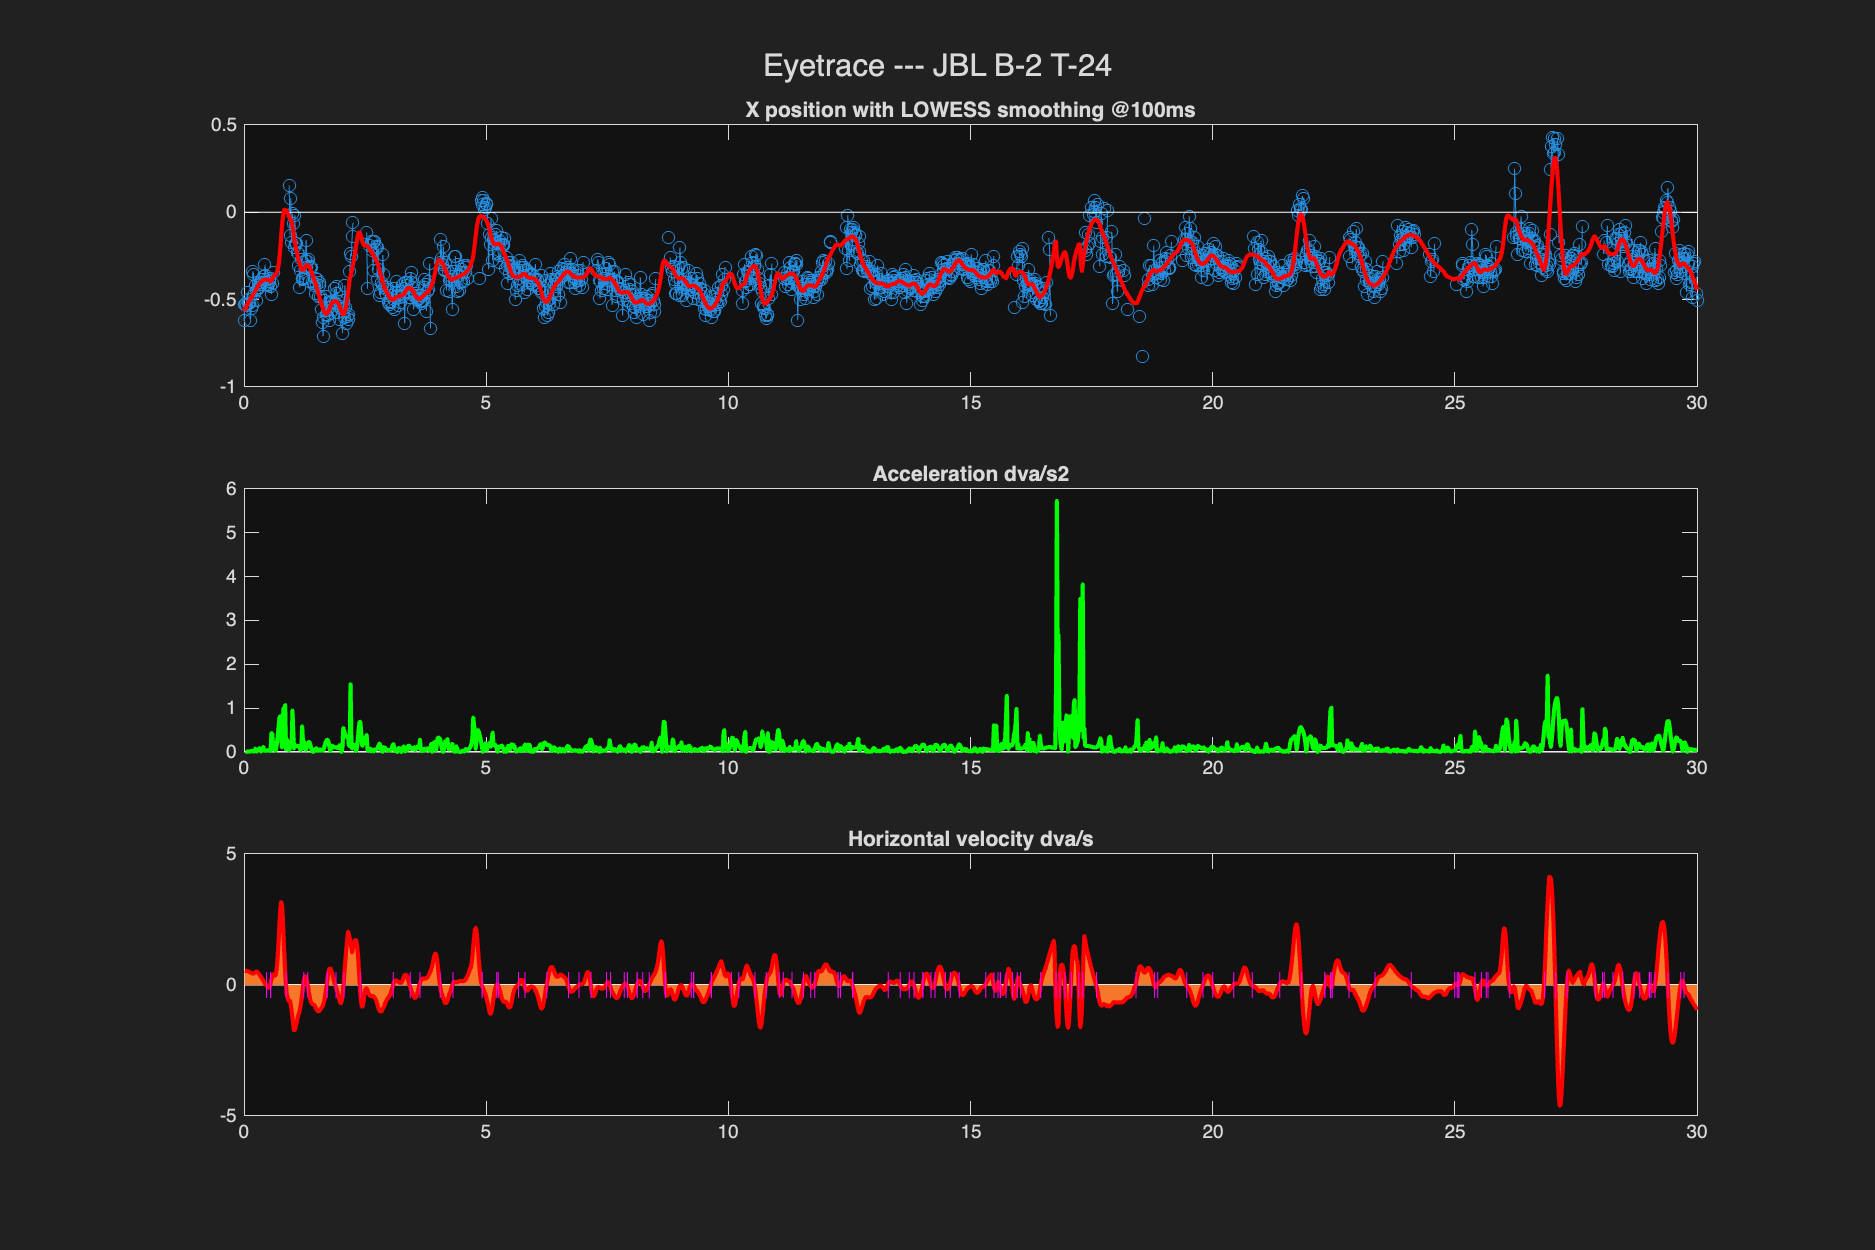 Eyetrace --- JBL B-2 T-24
X position with LOWESS smoothing @100ms
0.5
0
-0.5
-1
0 5 10 15 20 25 30
Acceleration dva/s2
6
5
4
3
2
1
0
0 5 10 15 20 25 30
Horizontal velocity dva/s
5
0
-5
0 5 10 15 20 25 30